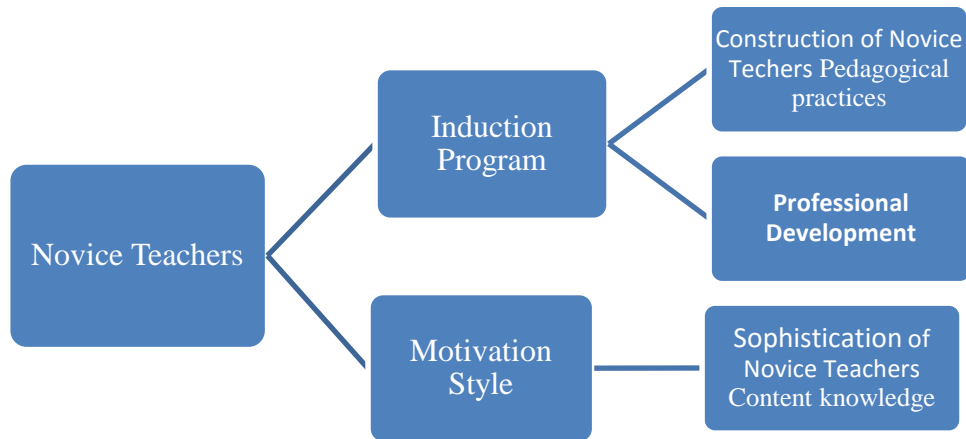 Novice Teachers
Induction
Program
Motivation
Style
Construction of Novice
Techers Pedagogical
practices
Professional
Development
Sophistication of
Novice Teachers
Content knowledge